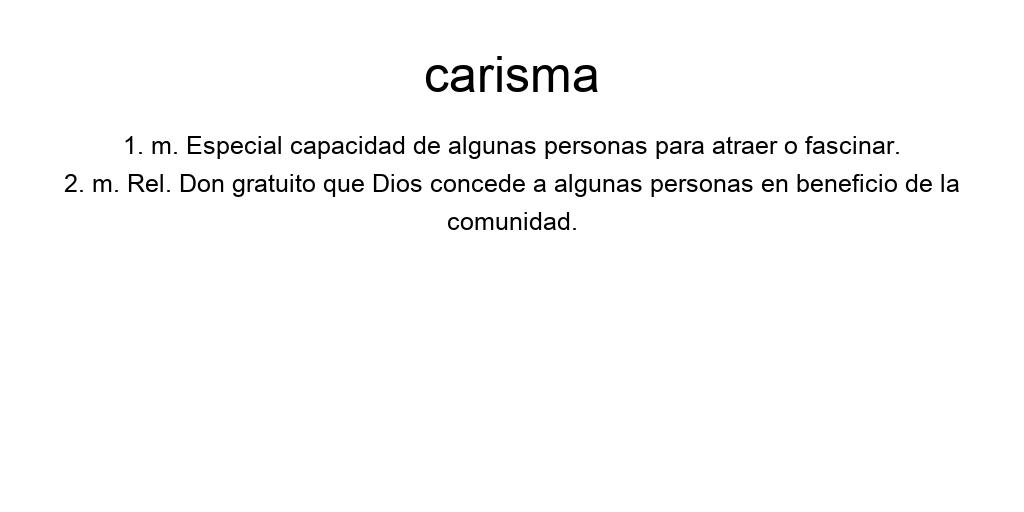 carisma
1. m. Especial capacidad de algunas personas para atraer o fascinar.
2. m. Rel. Don gratuito que Dios concede a algunas personas en beneficio de la
comunidad.